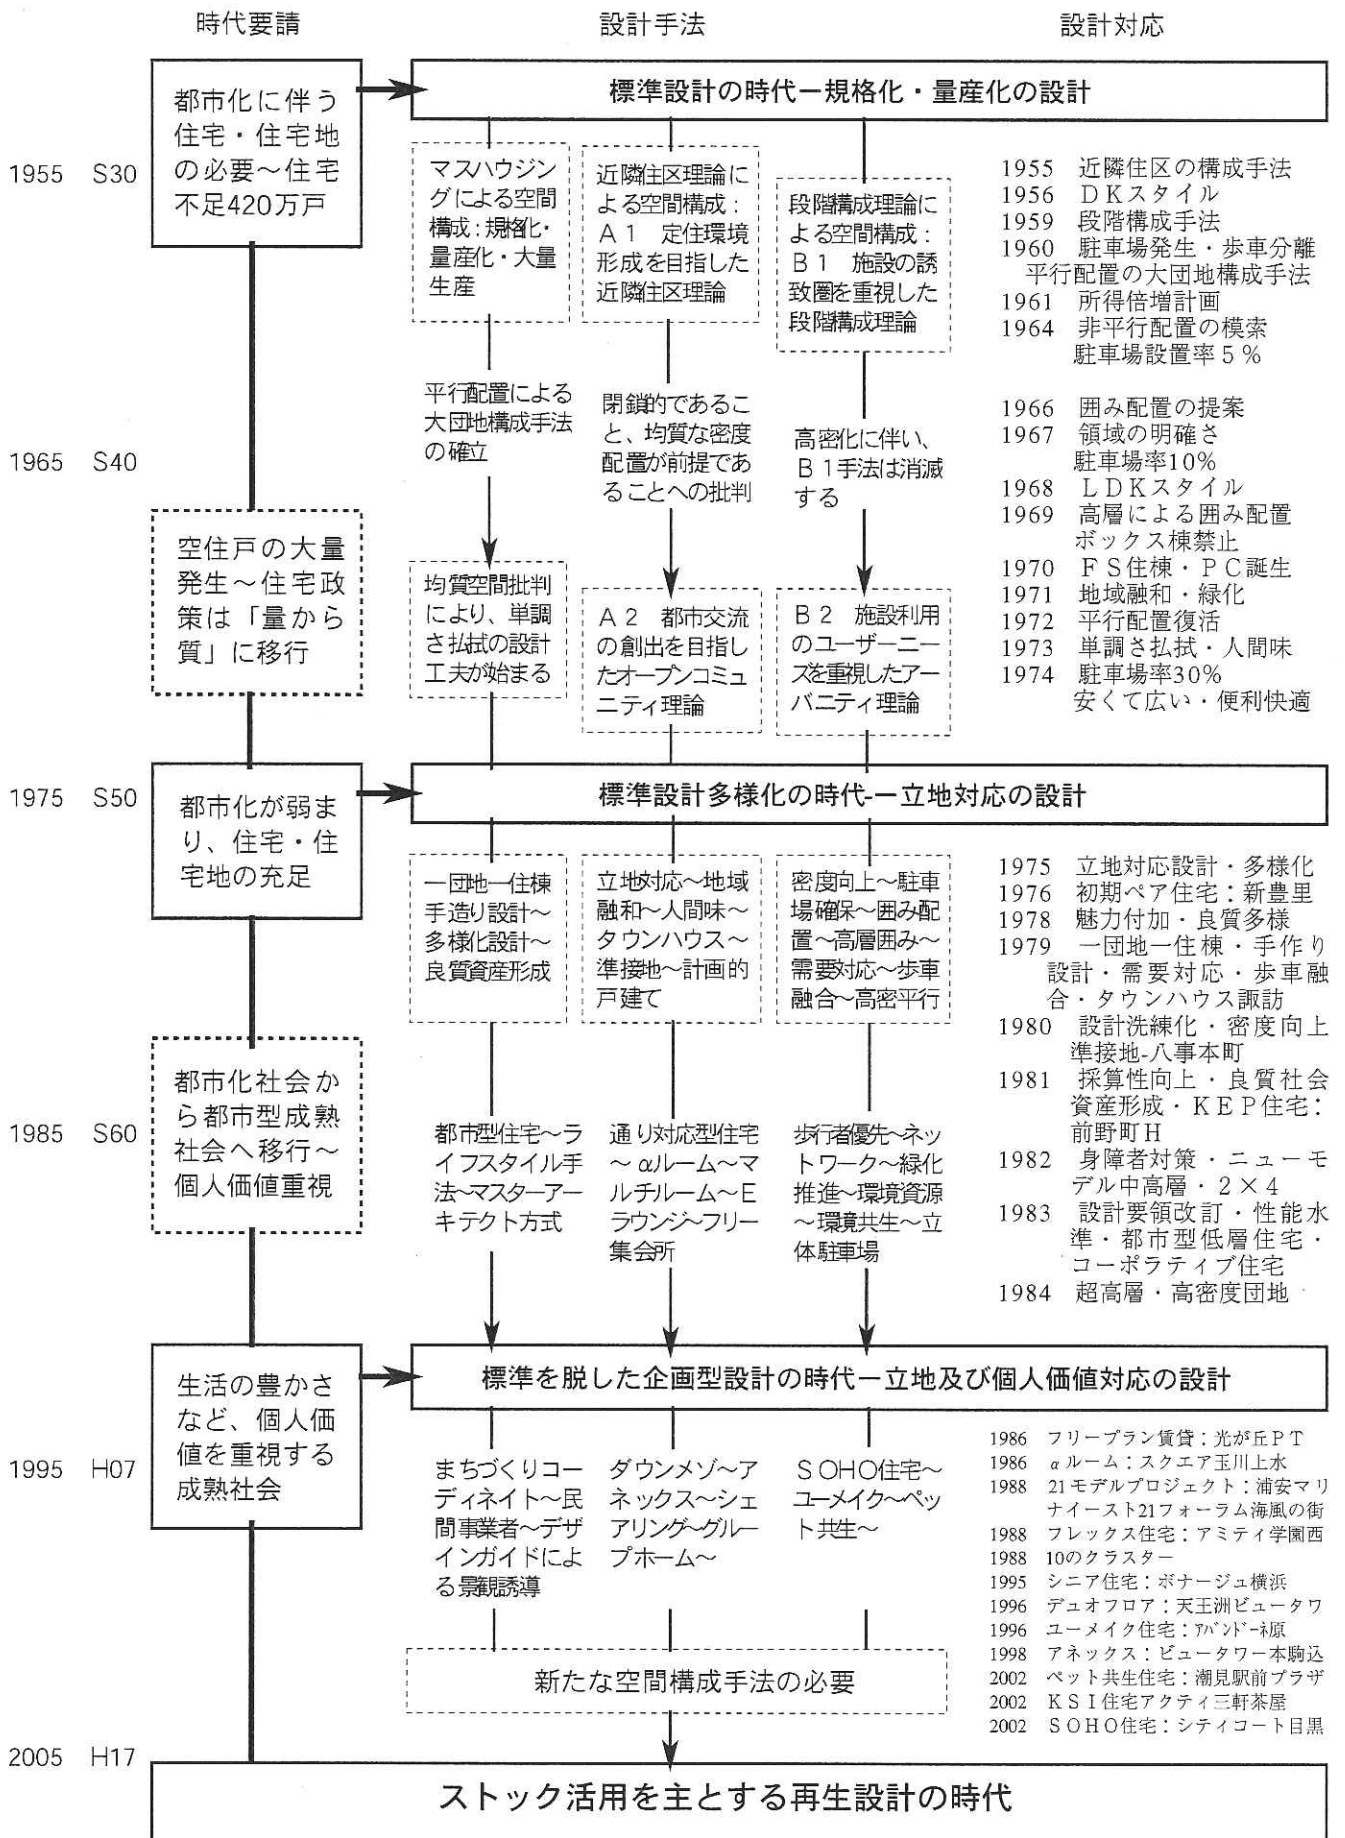 時代要請
設計手法
設計対応
都市化に伴う
住宅・住宅地
の必要～住宅
不足420万戸
標準設計の時代ー規格化・量産化の設計
1955 S30
マスハウジン
グによる空間
構成：規格化・
量産化・大量
生産
近隣住区理論に
よる空間構成：
Ａ１ 定住環境
形成を目指した
近隣住区理論
段階構成理論に
よる空間構成：
Ｂ１ 施設の誘
致圏を重視した
段階構成理論
1955 近隣住区の構成手法
1956 ＤＫスタイル
1959 段階構成手法
1960 駐車場発生・歩車分離
平行配置の大団地構成手法
1961 所得倍増計画
1964 非平行配置の模索
駐車場設置率５％
平行配置による
大団地構成手法
の確立
閉鎖的であるこ
と、均質な密度
配置が前提であ
ることへの批判
高密化に伴い、
Ｂ１手法は消滅
する
1965 S40
1966 囲み配置の提案
1967 領域の明確さ
駐車場率10%
1968 ＬＤＫスタイル
1969 高層による囲み配置
ボックス棟禁止
1970 ＦＳ住棟・ＰＣ誕生
1971 地域融和・緑化
1972 平行配置復活
1973 単調さ払拭・人間味
1974 駐車場率30%
安くて広い・便利快適
空住戸の大量
発生～住宅政
策は「量から
質」に移行
均質空間批判
により、単調
さ払拭の設計
工夫が始まる
Ａ２ 都市交流
の創出を目指し
たオープンコミュ
ニティ理論
Ｂ２ 施設利用
のユーザーニー
ズを重視したアー
バニティ理論
1975 S50
都市化が弱ま
り、住宅・住
宅地の充足
標準設計多様化の時代-ー立地対応の設計
一団地一住棟
手造り設計～
多様化設計～
良質資産形成
立地対応～地域
融和～人間味～
タウンハウス～
準接地～計画的
戸建て
密度向上～駐車
場確保～囲み配
置～高層囲み～
需要対応～歩車
融合～高密平行
1975 立地対応設計・多様化
1976 初期ペア住宅：新豊里
1978 魅力付加・良質多様
1979 一団地一住棟・手作り
設計・需要対応・歩車融
合・タウンハウス諏訪
1980 設計洗練化・密度向上
準接地-八事本町
1981 採算性向上・良質社会
資産形成・ＫＥＰ住宅：
前野町Ｈ
1982 身障者対策・ニューモ
デル中高層・２×４
1983 設計要領改訂・性能水
準・都市型低層住宅・
コーポラティブ住宅
1984 超高層・高密度団地
都市化社会か
ら都市型成熟
社会へ移行～
個人価値重視
1985 S60
都市型住宅～ラ
イフスタイル手
法～マスターアー
キテクト方式
通り対応型住宅
～αルーム～マ
ルチルーム～Ｅ
ラウンジ～フリー
集会所
歩行者優先～ネッ
トワーク～緑化
推進～環境資源
～環境共生～立
体駐車場
生活の豊かさ
など、個人価
値を重視する
成熟社会
標準を脱した企画型設計の時代ー立地及び個人価値対応の設計
1995 H07
まちづくりコー
ディネイト～民
間事業者～デザ
インガイドによ
る景観誘導
ダウンメゾ～ア
ネックス～シェ
アリング～グルー
プホーム～
ＳＯＨＯ住宅～
ユーメイク～ペッ
ト共生～
1986 フリープラン賃貸：光が丘ＰＴ
1986 αルーム：スクエア玉川上水
1988 21モデルプロジェクト：浦安マリ
ナイースト21フォーラム海風の街
1988 フレックス住宅：アミティ学園西
1988 10のクラスター
1995 シニア住宅：ボナージュ横浜
1996 デュオフロア：天王洲ビュータワ
1996 ユーメイク住宅：ｱﾊﾞﾝﾄﾞｰﾈ原
1998 アネックス：ビュータワー本駒込
2002 ペット共生住宅：潮見駅前プラザ
2002 ＫＳＩ住宅アクティ三軒茶屋
2002 ＳＯＨＯ住宅：シティコート目黒
新たな空間構成手法の必要
2005 H17
ストック活用を主とする再生設計の時代